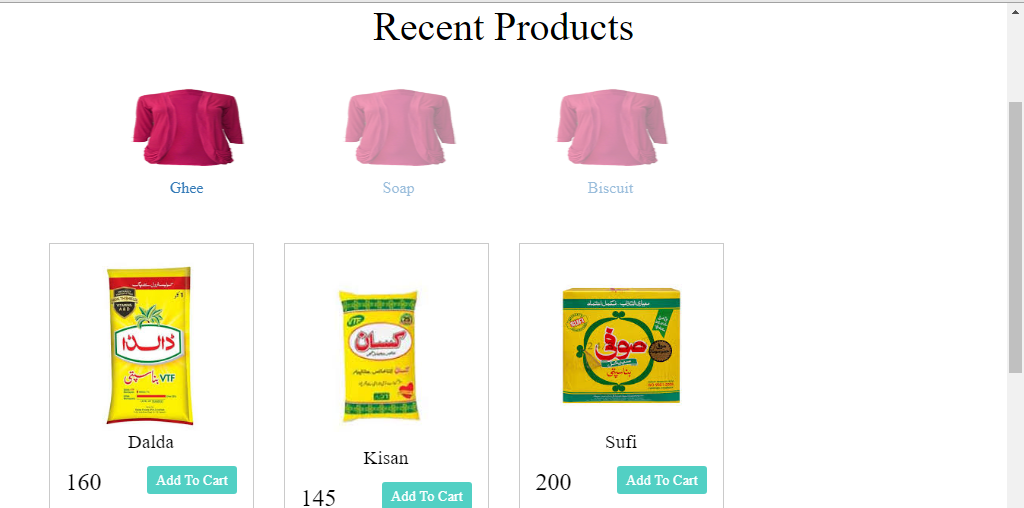 Recent Products
Ghee
Soap
Biscuit
ڈالڈا
بناسپتی VTF
VTF
کسان
صوفی
بناسپتی
Dalda
Kisan
Sufi
160
Add To Cart
145
Add To Cart
200
Add To Cart